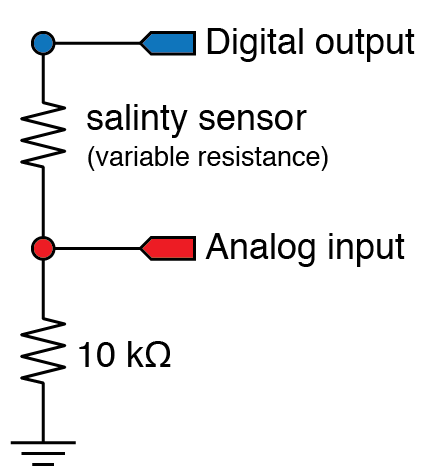 Digital output
salinty sensor
(variable resistance)
Analog input
10 kΩ